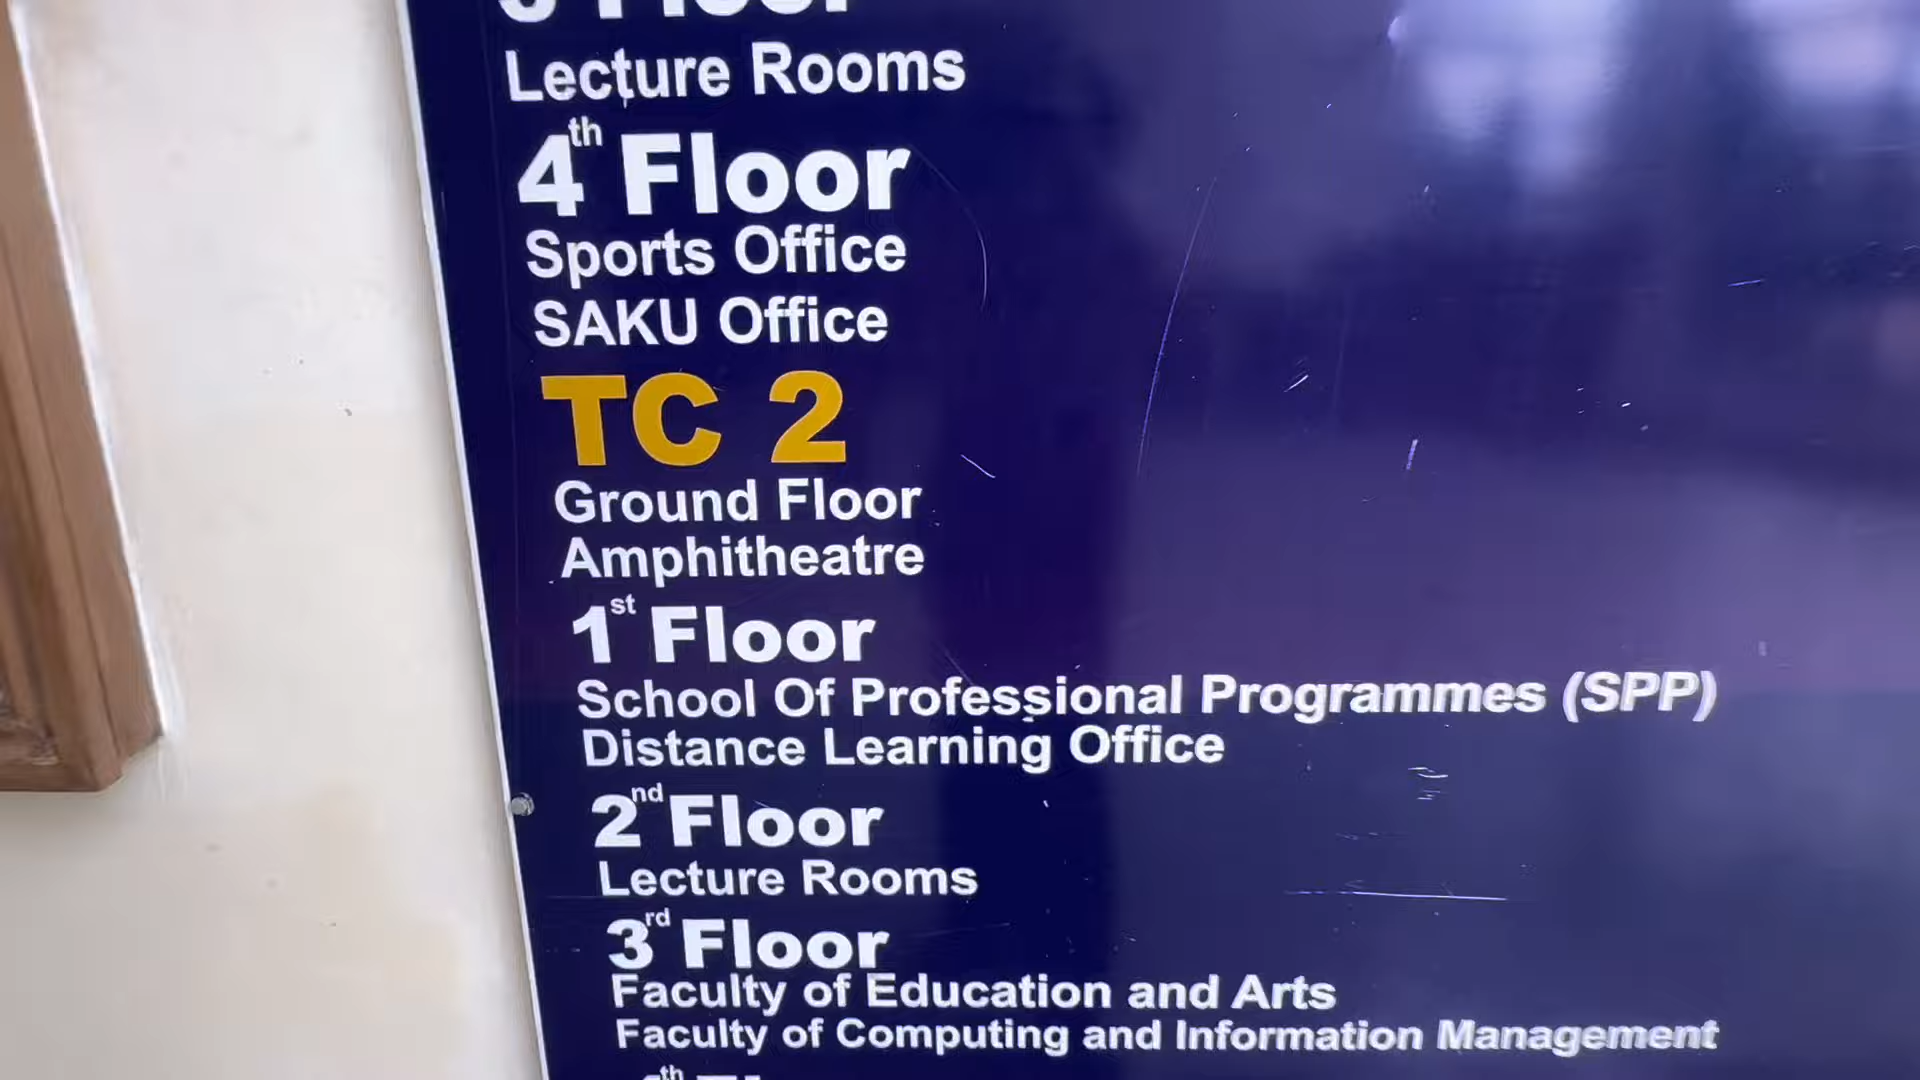 Floor
Lecture Rooms
4th Floor
Sports Office
SAKU Office
TC 2
Ground Floor
Amphitheatre
1st Floor
School Of Professional Programmes (SPP)
Distance Learning Office
2nd Floor
Lecture Rooms
3rd Floor
Faculty of Education and Arts
Faculty of Computing and Information Management